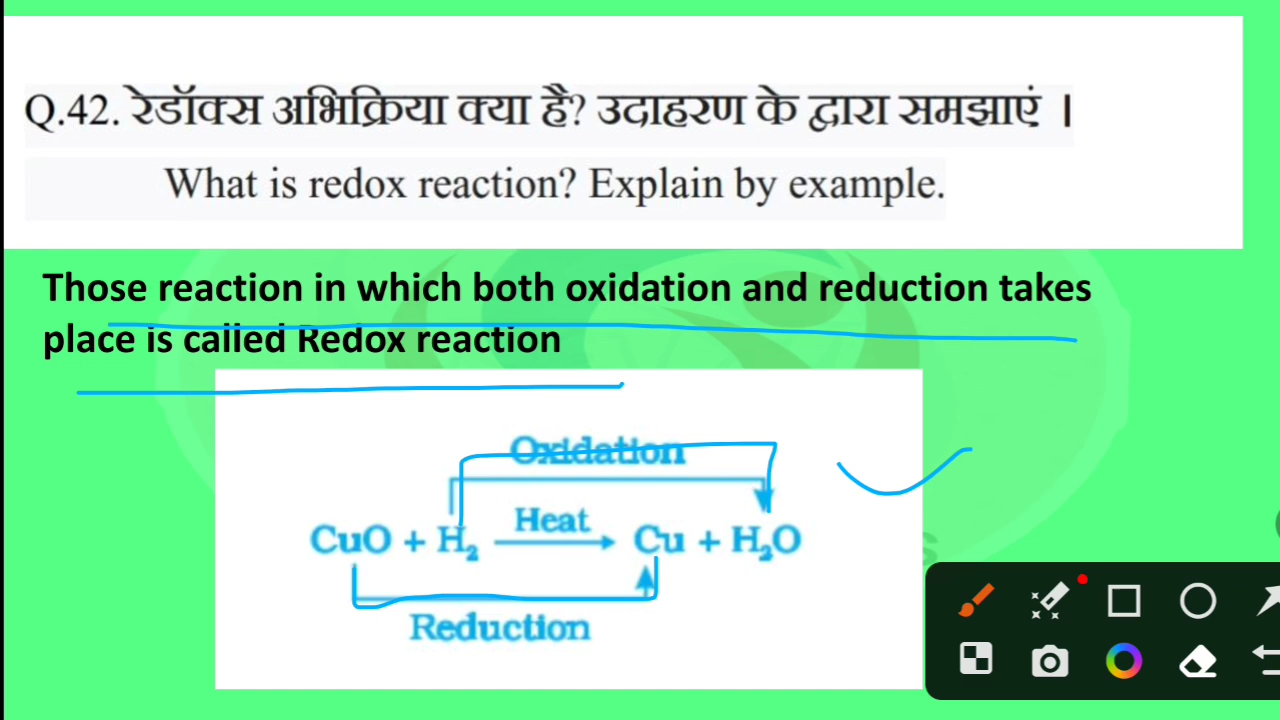 Q.42. रेडॉक्स अभिक्रिया क्या है? उदाहरण के द्वारा समझाएं ।
What is redox reaction? Explain by example.
Those reaction in which both oxidation and reduction takes
place is called Redox reaction
Oxidation
Heat
CuO + H₂ → Cu + H₂O
Reduction